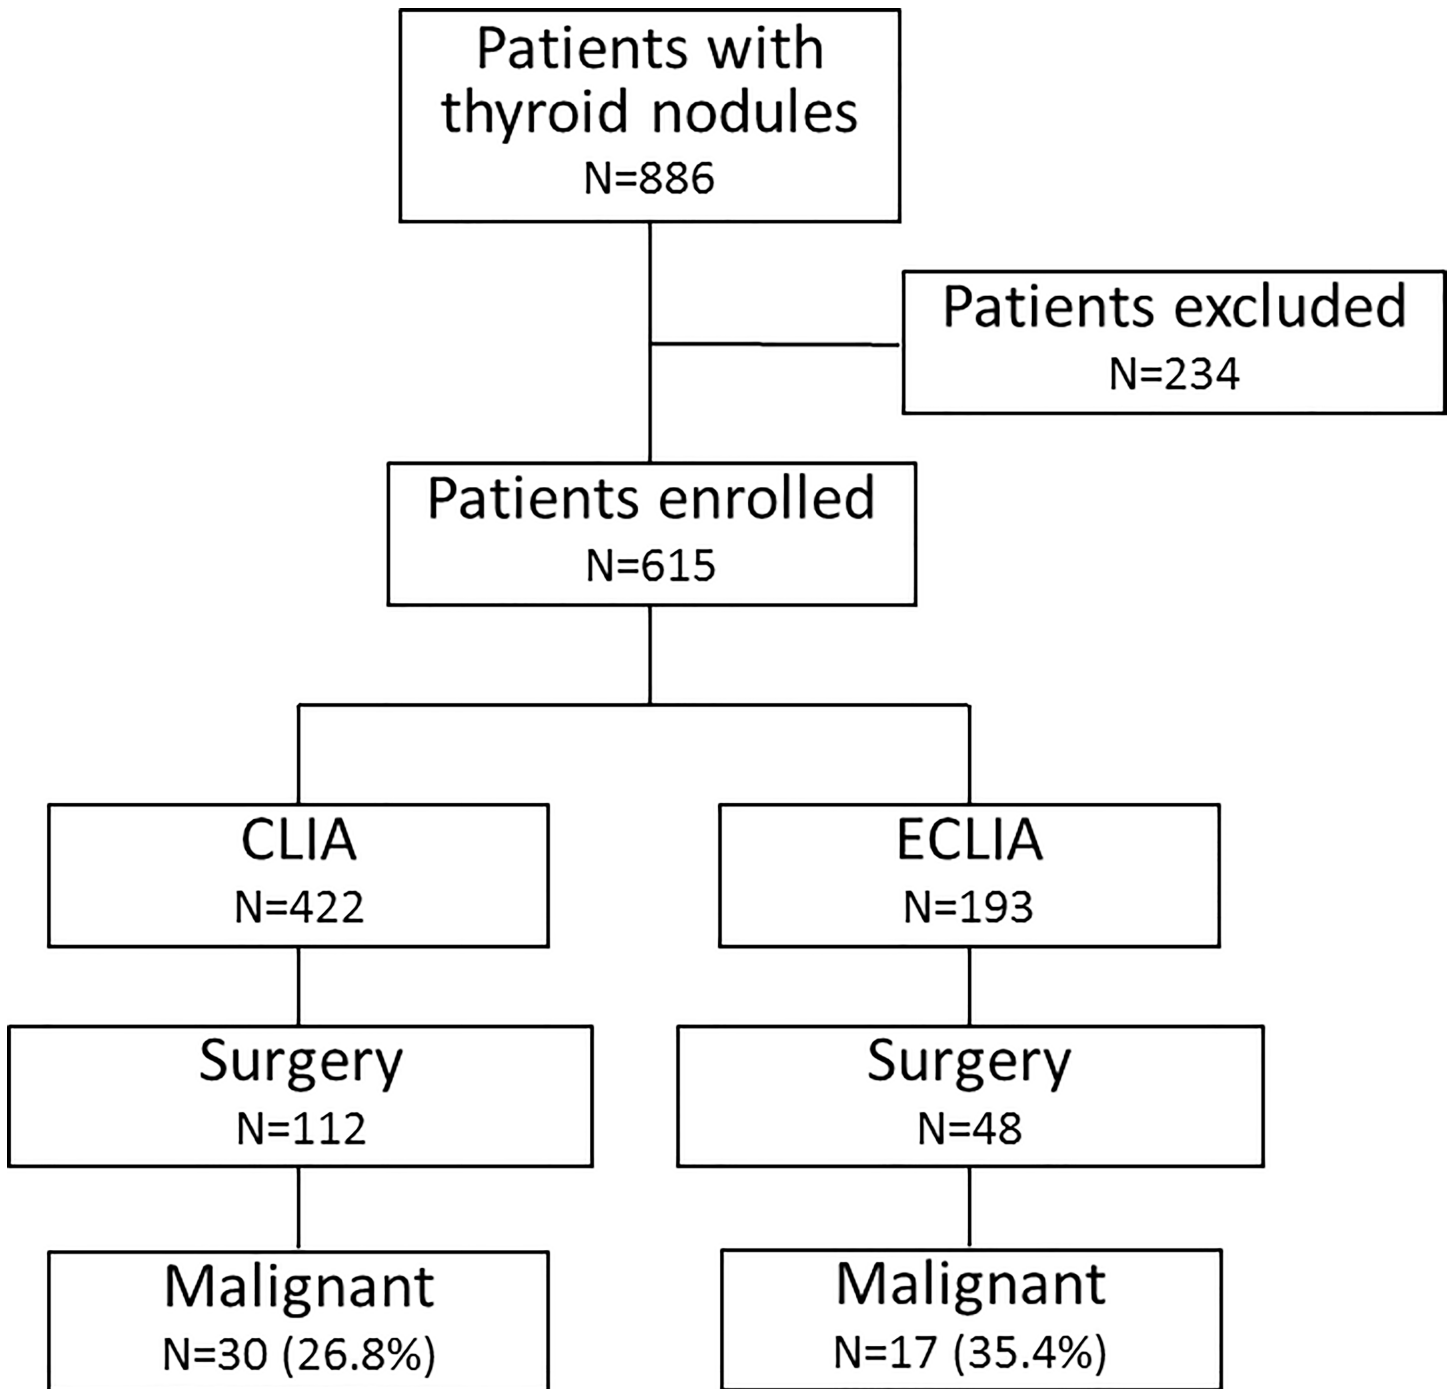 Patients with
thyroid nodules
N=886
Patients excluded
N=234
Patients enrolled
N=615
CLIA
N=422
ECLIA
N=193
Surgery
N=112
Surgery
N=48
Malignant
N=30 (26.8%)
Malignant
N=17 (35.4%)